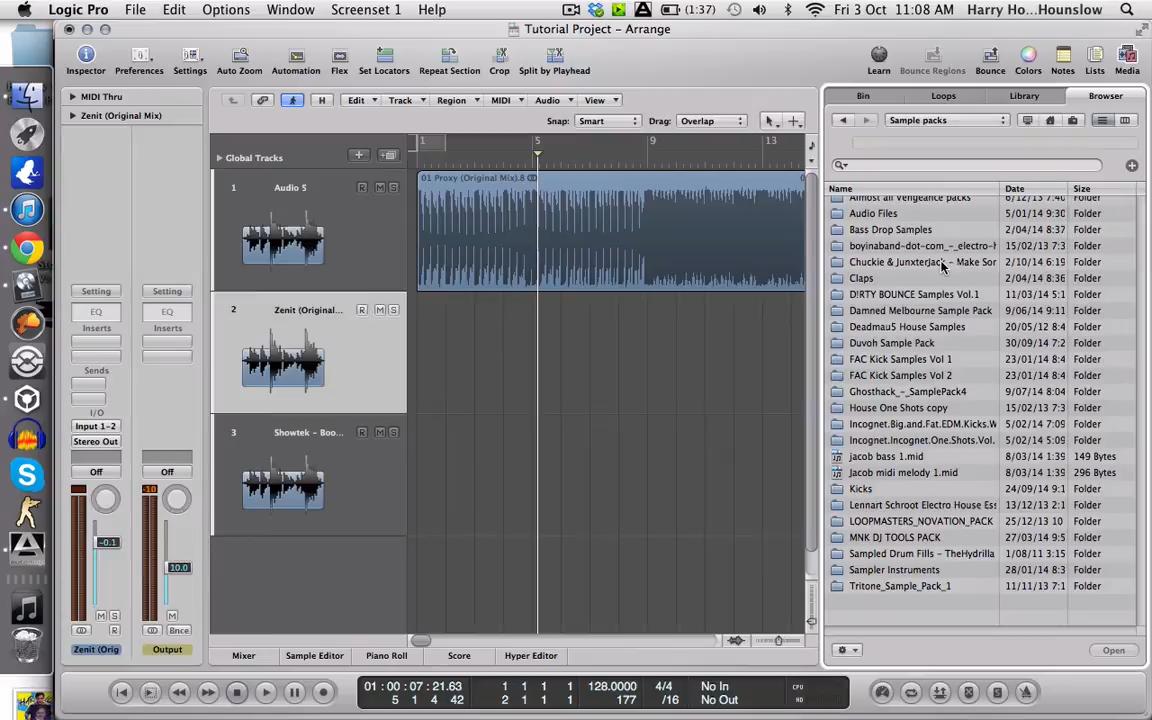 Logic Pro File Edit Options Window Screenset 1 Help (1:37) Fri 3 Oct 11:08 AM Harry Ho...Hounslow
Tutorial Project - Arrange
Inspector Preferences Settings Auto Zoom Automation Flex Set Locators Repeat Section Crop Split by Playhead Learn Bounce Regions Bounce Colors Notes Lists Media
MIDI Thru
Zenit (Original Mix)
Edit Track Region MIDI Audio View
Snap: Smart Drag: Overlap
Bin Loops Library Browser
Sample packs
Global Tracks
1 5 9 13
1 Audio 5 R M S
01 Proxy (Original Mix).8
2 Zenit (Original... R M S
3 Showtek - Boo... R M S
Setting Setting
EQ EQ
Inserts Inserts
Sends
I/O
Input 1-2
Stereo Out
Off Off
-10
-0.1 10.0
M S M
R Bnce
Zenit (Orig Output
Name Date Size
Almost all Vengeance packs 6/12/13 7:40 Folder
Audio Files 5/01/14 9:30 Folder
Bass Drop Samples 2/04/14 8:37 Folder
boyinaband-dot-com_-_electro-h 15/02/13 7:3 Folder
Chuckie & Junxterjack - Make Sor 2/10/14 6:19 Folder
Claps 2/04/14 8:36 Folder
D!RTY BOUNCE Samples Vol.1 11/03/14 5:1 Folder
Damned Melbourne Sample Pack 9/06/14 9:11 Folder
Deadmau5 House Samples 20/05/12 8:4 Folder
Duvoh Sample Pack 30/09/14 7:2 Folder
FAC Kick Samples Vol 1 23/01/14 8:4 Folder
FAC Kick Samples Vol 2 23/01/14 8:4 Folder
Ghosthack_-_SamplePack4 9/07/14 8:04 Folder
House One Shots copy 15/02/13 7:3 Folder
Incognet.Big.and.Fat.EDM.Kicks.W 5/02/14 7:09 Folder
Incognet.Incognet.One.Shots.Vol. 5/02/14 5:09 Folder
jacob bass 1.mid 8/03/14 1:39 149 Bytes
Jacob midi melody 1.mid 8/03/14 1:39 296 Bytes
Kicks 24/09/14 9:1 Folder
Lennart Schroot Electro House Ess 13/12/13 2:1 Folder
LOOPMASTERS_NOVATION_PACK 25/12/13 10 Folder
MNK DJ TOOLS PACK 27/03/14 9:5 Folder
Sampled Drum Fills - TheHydrilla 1/08/11 3:15 Folder
Sampler Instruments 28/01/14 8:3 Folder
Tritone_Sample_Pack_1 11/11/13 7:1 Folder
Open
Mixer Sample Editor Piano Roll Score Hyper Editor
01 : 00 : 07 : 21.63 1 1 1 1 128.0000 4/4 No In CPU
5 1 4 42 2 1 1 1 177 /16 No Out HD